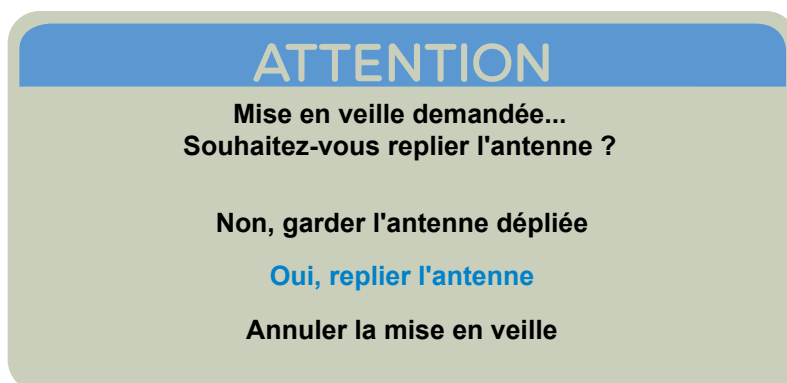 ATTENTION
Mise en veille demandée...
Souhaitez-vous replier l'antenne ?
Non, garder l'antenne dépliée
Oui, replier l'antenne
Annuler la mise en veille